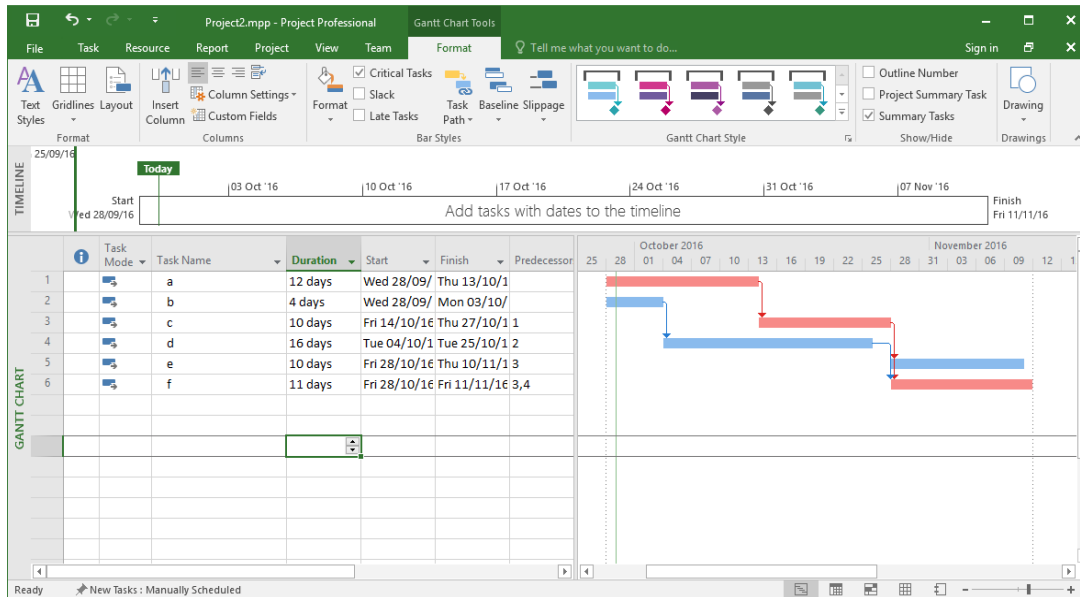 Project2.mpp - Project Professional
Gantt Chart Tools
File Task Resource Report Project View Team Format Tell me what you want to do... Sign in
Text Styles
Gridlines
Layout
Format
Insert Column
Column Settings
Custom Fields
Columns
Format
Critical Tasks
Slack
Late Tasks
Task Path
Baseline
Slippage
Bar Styles
Gantt Chart Style
Outline Number
Project Summary Task
Summary Tasks
Show/Hide
Drawing
Drawings
TIMELINE
25/09/16
Today
03 Oct '16 10 Oct '16 17 Oct '16 24 Oct '16 31 Oct '16 07 Nov '16
Start
Wed 28/09/16
Add tasks with dates to the timeline
Finish
Fri 11/11/16
GANTT CHART
Task Mode Task Name Duration Start Finish Predecessor
October 2016 November 2016
25 28 01 04 07 10 13 16 19 22 25 28 31 03 06 09 12 1
1 a 12 days Wed 28/09/ Thu 13/10/1
2 b 4 days Wed 28/09/ Mon 03/10/
3 c 10 days Fri 14/10/16 Thu 27/10/1 1
4 d 16 days Tue 04/10/1 Tue 25/10/1 2
5 e 10 days Fri 28/10/16 Thu 10/11/1 3
6 f 11 days Fri 28/10/16 Fri 11/11/16 3,4
Ready New Tasks : Manually Scheduled